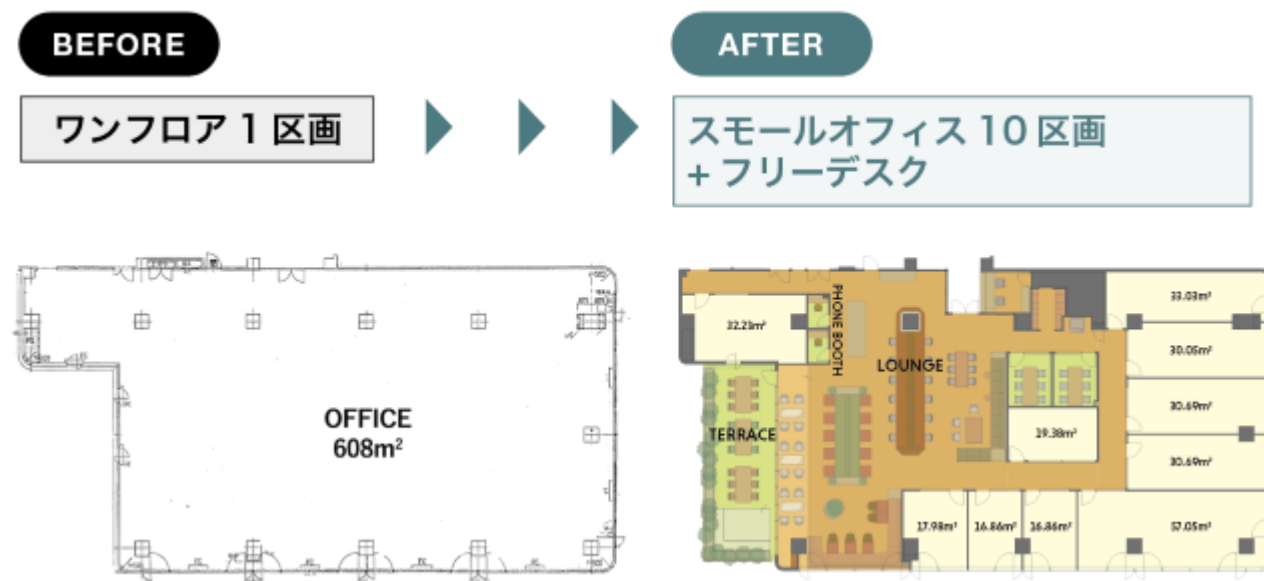 BEFORE
ワンフロア 1 区画
AFTER
スモールオフィス 10 区画
+ フリーデスク
OFFICE
608m²
32.21m²
PHONE BOOTH
LOUNGE
TERRACE
33.03m²
30.05m²
30.69m²
30.69m²
17.98m²
16.86m²
16.86m²
57.05m²